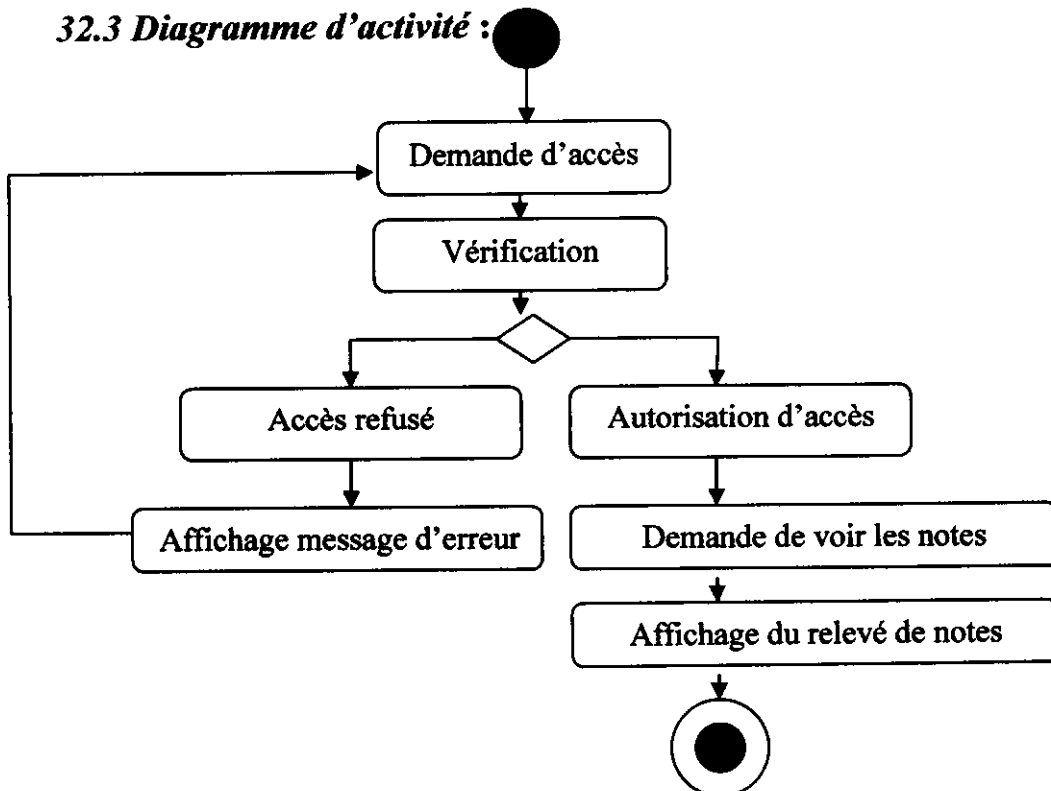 32.3 Diagramme d'activité :
Demande d'accès
Vérification
Accès refusé
Autorisation d'accès
Affichage message d'erreur
Demande de voir les notes
Affichage du relevé de notes